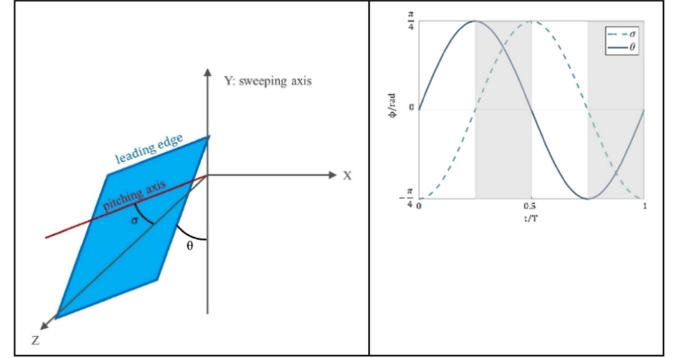 Y: sweeping axis
leading edge
X
pitching axis
σ
θ
Z
π
4
σ
θ
ϕ/rad
0
π
4
0
0.5
1
t/T